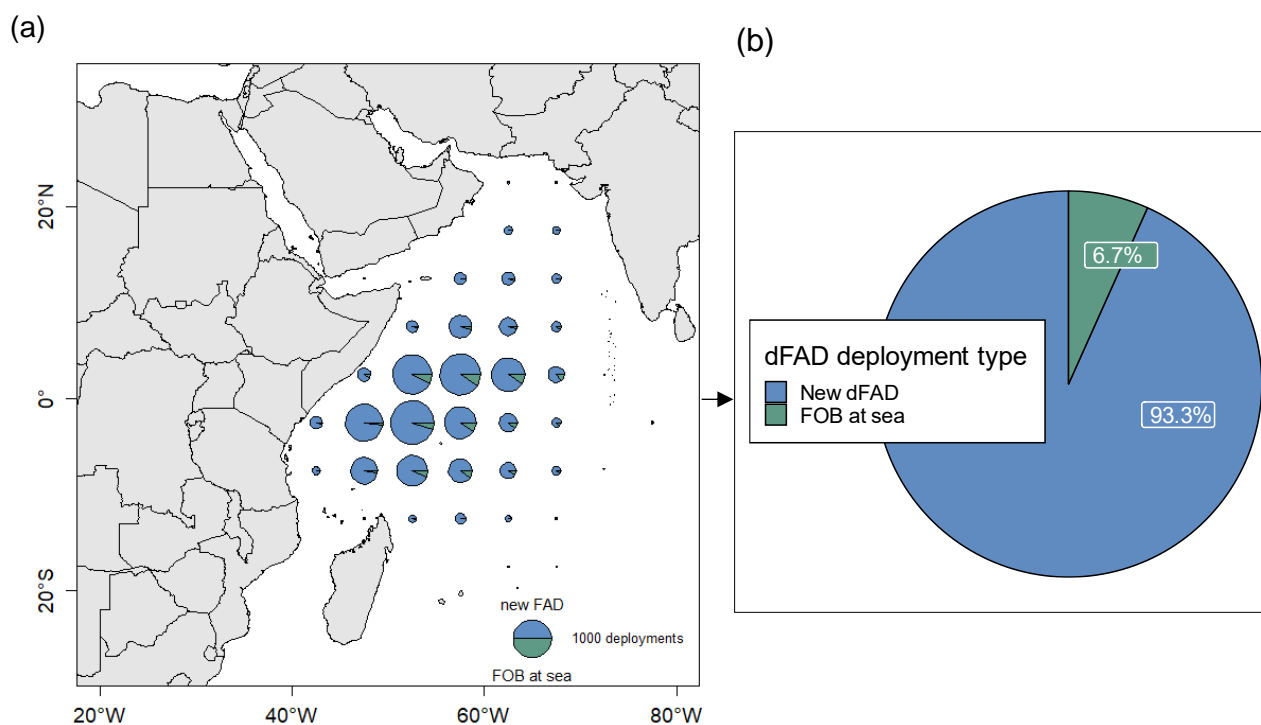 (a)
(b)
20°N
0°
20°S
20°W
40°W
60°W
80°W
new FAD
1000 deployments
FOB at sea
6.7%
dFAD deployment type
New dFAD
FOB at sea
93.3%